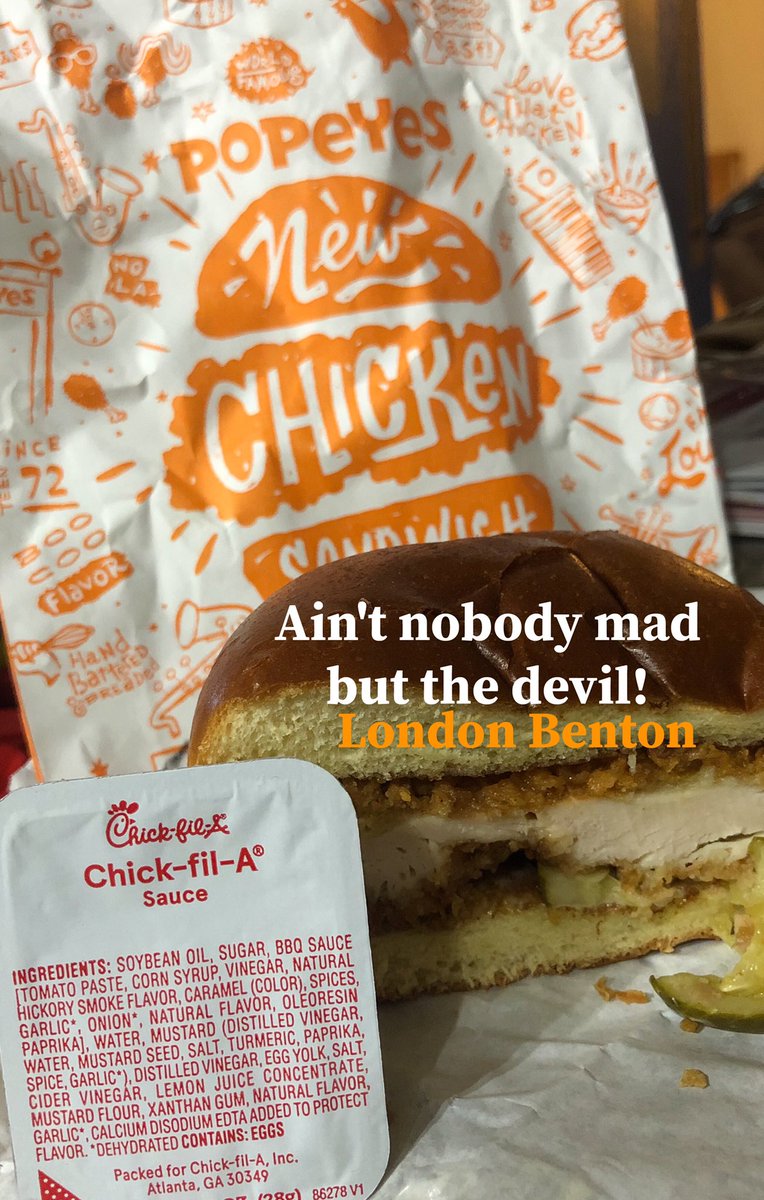 WORLD
FAMOUS
LOVE
THAT
CHICKEN
POPEYES
New
CHICKEN
SANDWICH
SINCE
72
FLAVOR
HAND
BATTERED
Ain't nobody mad
but the devil!
London Benton
Chick-fil-A®
Chick-fil-A®
Sauce
INGREDIENTS: SOYBEAN OIL, SUGAR, BBQ SAUCE
[TOMATO PASTE, CORN SYRUP, VINEGAR, NATURAL
HICKORY SMOKE FLAVOR, CARAMEL (COLOR), SPICES,
GARLIC*, ONION*, NATURAL FLAVOR, OLEORESIN
PAPRIKA], WATER, MUSTARD (DISTILLED VINEGAR,
WATER, MUSTARD SEED, SALT, TURMERIC, PAPRIKA,
SPICE, GARLIC*), DISTILLED VINEGAR, EGG YOLK, SALT,
CIDER VINEGAR, LEMON JUICE CONCENTRATE,
MUSTARD FLOUR, XANTHAN GUM, NATURAL FLAVOR,
GARLIC*, CALCIUM DISODIUM EDTA ADDED TO PROTECT
FLAVOR. *DEHYDRATED CONTAINS: EGGS
Packed for Chick-fil-A, Inc.
Atlanta, GA 30349
(28g) 86278 V1